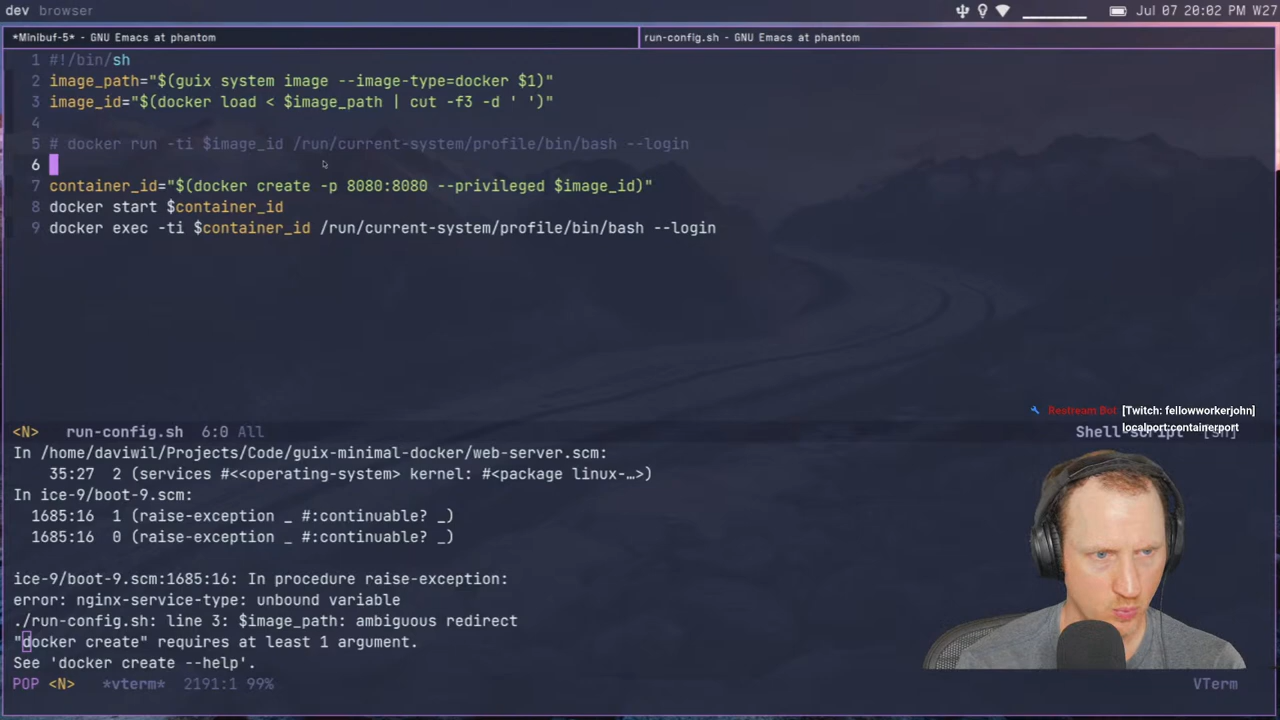 dev browser
Jul 07 20:02 PM W27
*Minibuf-5* - GNU Emacs at phantom
run-config.sh - GNU Emacs at phantom
1 #!/bin/sh
2 image_path="$(guix system image --image-type=docker $1)"
3 image_id="$(docker load < $image_path | cut -f3 -d ' ')"
4
5 # docker run -ti $image_id /run/current-system/profile/bin/bash --login
6
7 container_id="$(docker create -p 8080:8080 --privileged $image_id)"
8 docker start $container_id
9 docker exec -ti $container_id /run/current-system/profile/bin/bash --login
Restream Bot [Twitch: fellowworkerjohn]
localport:containerport
<N> run-config.sh 6:0 All Shell-script [sh]
In /home/daviwil/Projects/Code/guix-minimal-docker/web-server.scm:
35:27 2 (services #<<operating-system> kernel: #<package linux-…>)
In ice-9/boot-9.scm:
1685:16 1 (raise-exception _ #:continuable? _)
1685:16 0 (raise-exception _ #:continuable? _)
ice-9/boot-9.scm:1685:16: In procedure raise-exception:
error: nginx-service-type: unbound variable
./run-config.sh: line 3: $image_path: ambiguous redirect
"docker create" requires at least 1 argument.
See 'docker create --help'.
POP <N> *vterm* 2191:1 99% VTerm